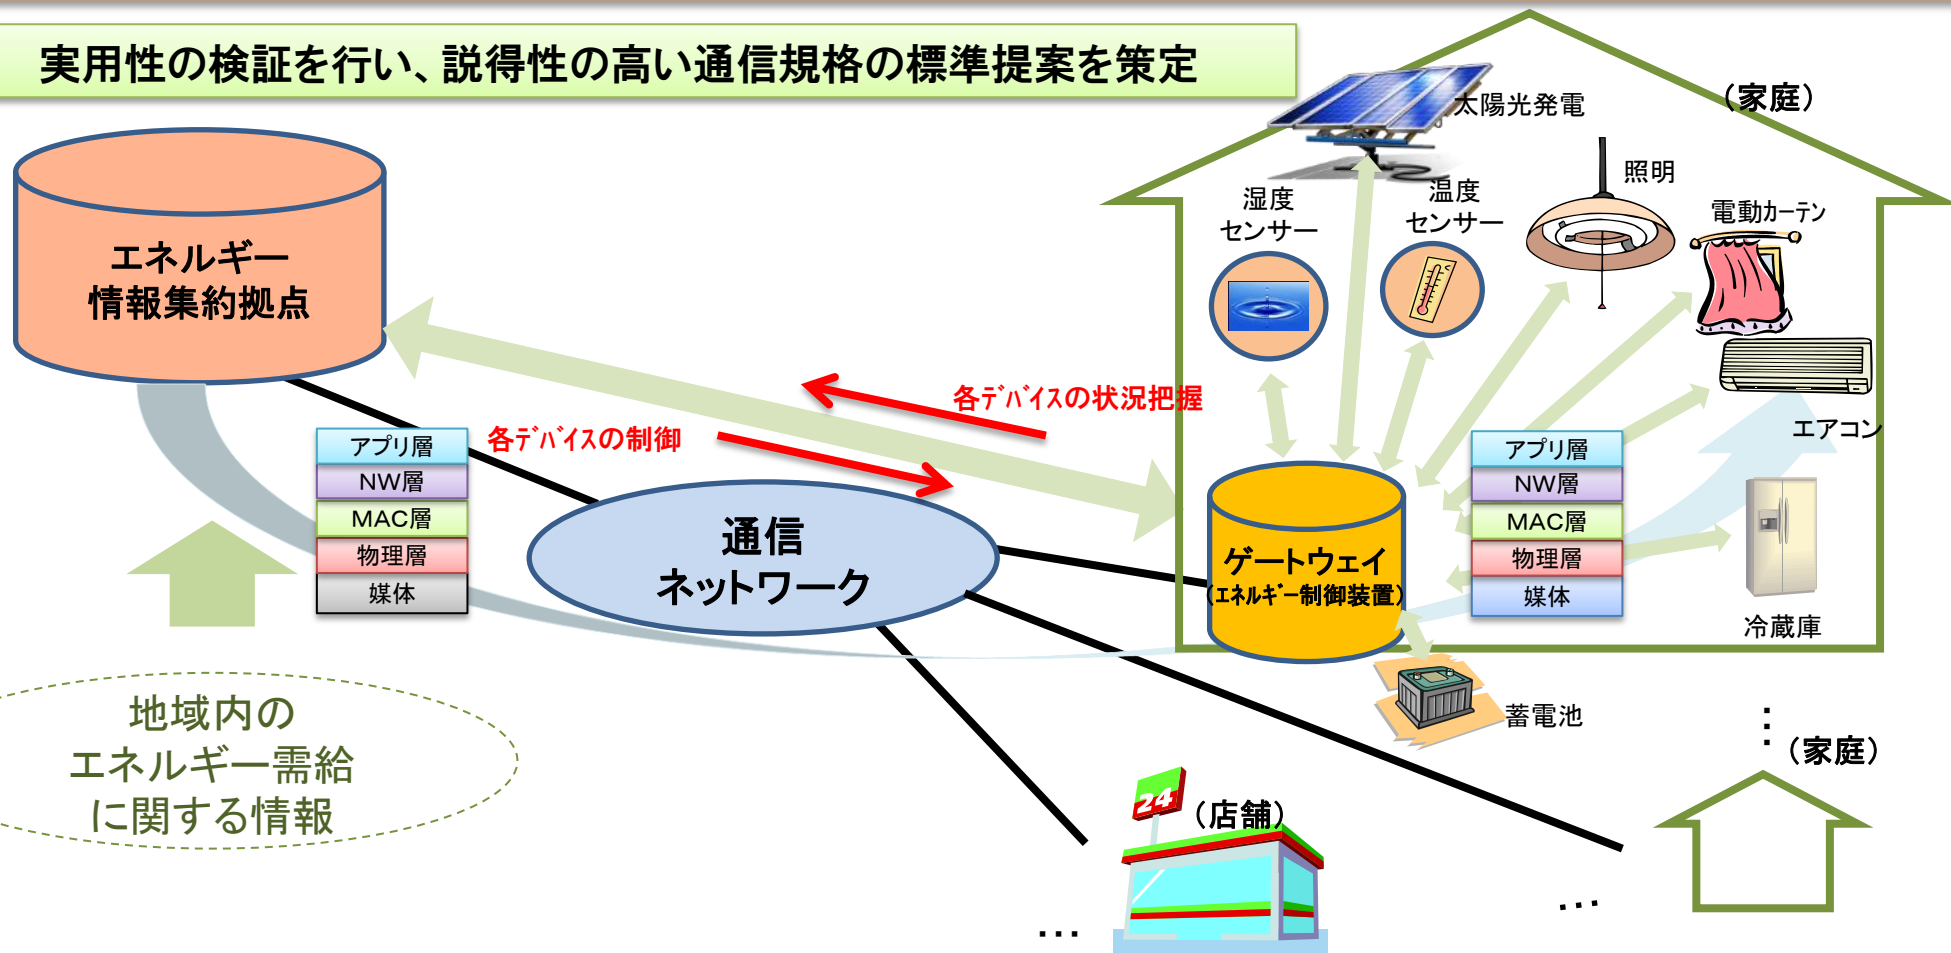 実用性の検証を行い、説得性の高い通信規格の標準提案を策定
(家庭)
太陽光発電
照明
湿度
センサー
温度
センサー
電動ｶｰﾃﾝ
エネルギー
情報集約拠点
各ﾃﾞﾊﾞｲｽの状況把握
各ﾃﾞﾊﾞｲｽの制御
エアコン
アプリ層
NW層
MAC層
物理層
媒体
アプリ層
NW層
MAC層
物理層
媒体
通信
ネットワーク
ゲートウェイ
(ｴﾈﾙｷﾞｰ制御装置)
冷蔵庫
蓄電池
地域内の
エネルギー需給
に関する情報
⋮
(家庭)
24
(店舗)
…
…